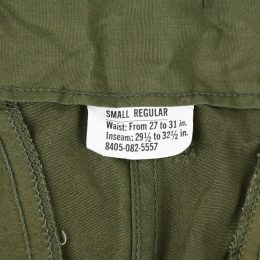 SMALL REGULAR
Waist: From 27 to 31 in.
Inseam: 29½ to 32½ in.
8405-082-5557